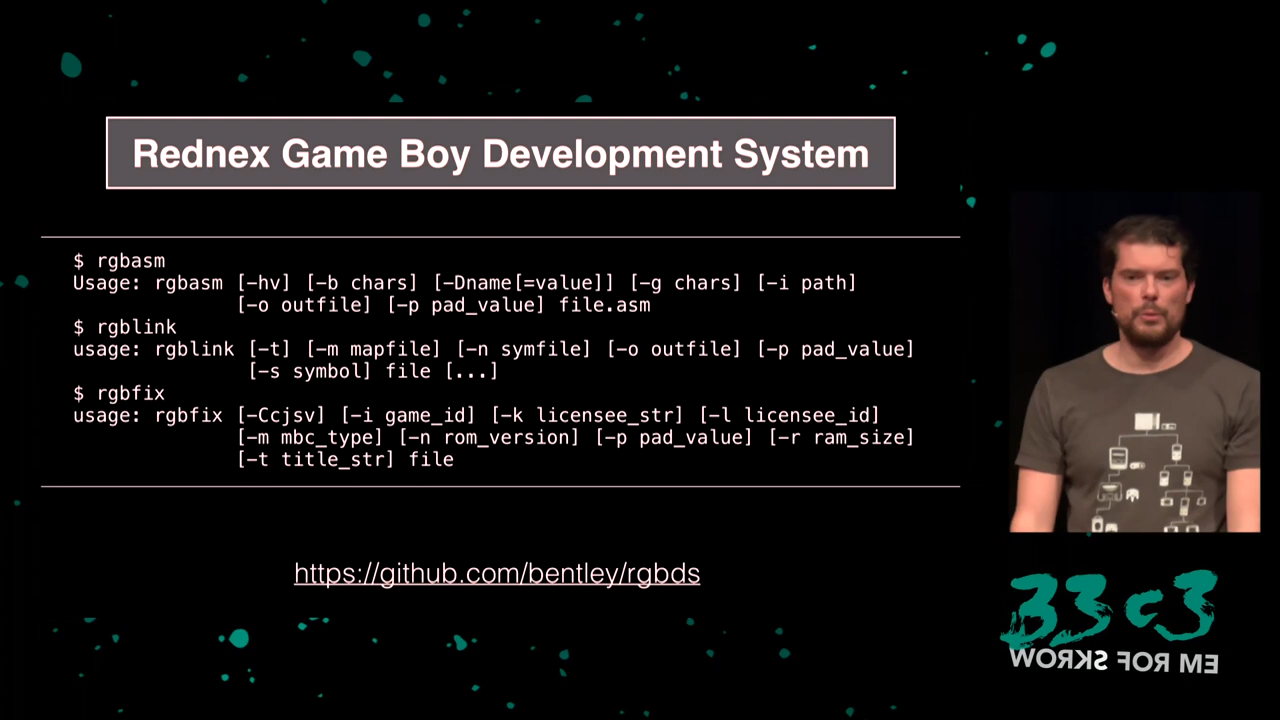 Rednex Game Boy Development System
$ rgbasm
Usage: rgbasm [-hv] [-b chars] [-Dname[=value]] [-g chars] [-i path]
[-o outfile] [-p pad_value] file.asm
$ rgblink
usage: rgblink [-t] [-m mapfile] [-n symfile] [-o outfile] [-p pad_value]
[-s symbol] file [...]
$ rgbfix
usage: rgbfix [-Ccjsv] [-i game_id] [-k licensee_str] [-l licensee_id]
[-m mbc_type] [-n rom_version] [-p pad_value] [-r ram_size]
[-t title_str] file
https://github.com/bentley/rgbds
33c3
WORKS FOR ME